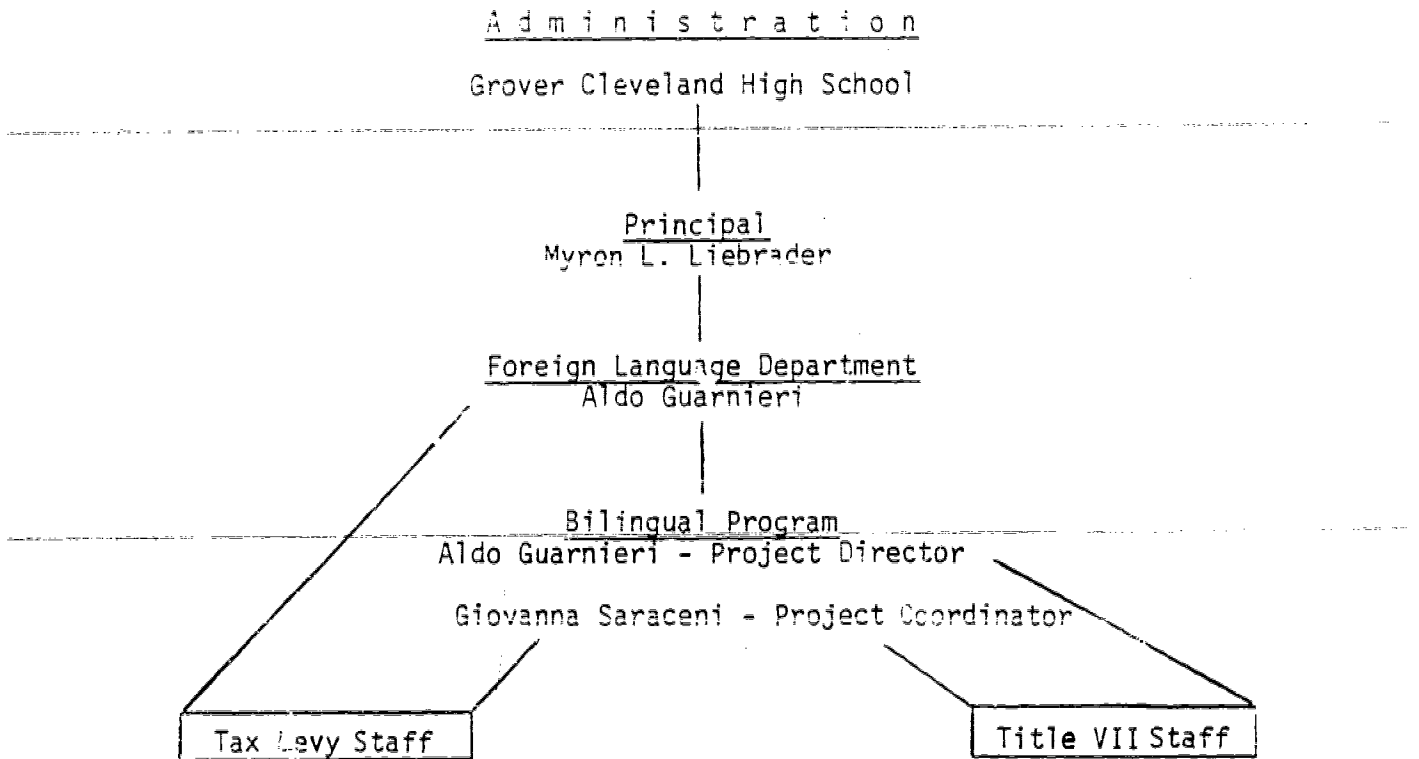 Administration
Grover Cleveland High School
Principal
Myron L. Liebrader
Foreign Language Department
Aldo Guarnieri
Bilingual Program
Aldo Guarnieri - Project Director
Giovanna Saraceni - Project Coordinator
Tax Levy Staff
Title VII Staff